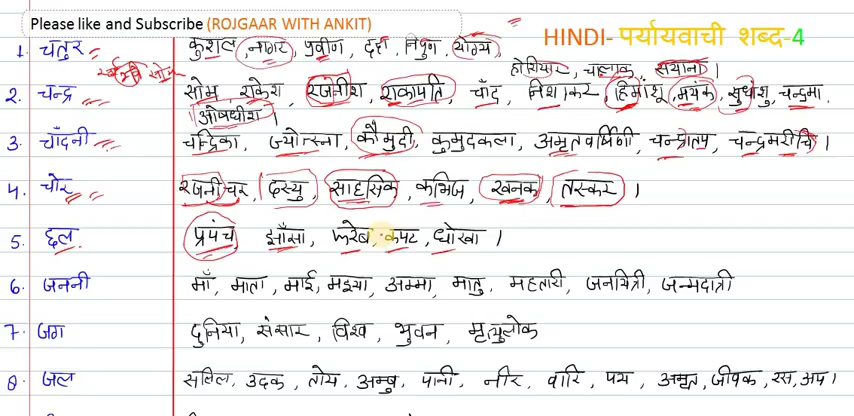 Please like and Subscribe (ROJGAAR WITH ANKIT)
HINDI- पर्यायवाची शब्द-4
1. चतुर कुशल, नागर, प्रवीण, दक्ष, निपुण, योग्य,
होशियार, चालाक, सयाना।
2. चन्द्र सोम, राकेश, रजनीश, राकापति, चाँद, निशाकर, हिमांशु, मयंक, सुधांशु, चन्द्रमा,
औषधीश।
3. चाँदनी चन्द्रिका, ज्योत्स्ना, कौमुदी, कुमुदकला, अमृतवर्षिणी, चन्द्रातप, चन्द्रमरीचि।
4. चोर रजनीचर, दस्यु, साहसिक, कभिज, खनक, तस्कर।
5. छल प्रपंच, झाँसा, फरेब, कपट, धोखा।
6. जननी माँ, माता, माई, मइया, अम्मा, मातृ, महतारी, जनयित्री, जन्मदात्री
7. जग दुनिया, संसार, विश्व, भुवन, मृत्युलोक
8. जल सलिल, उदक, तोय, अम्बु, पानी, नीर, वारि, पय, अमृत, जीवक, रस, अप।